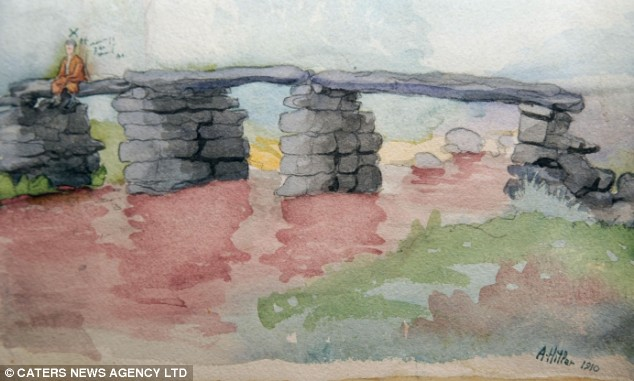 X
A.Hitler 1910
© CATERS NEWS AGENCY LTD